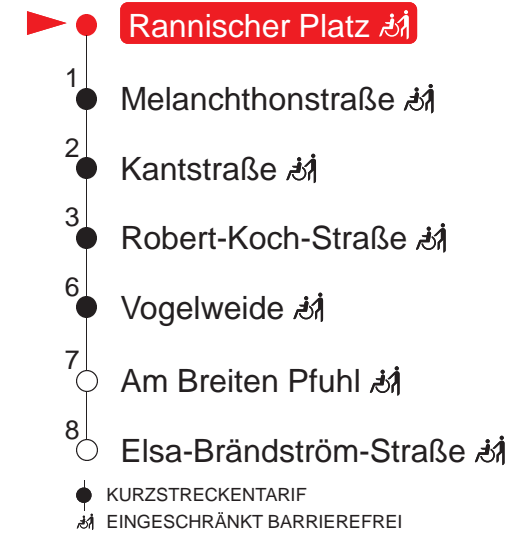 Rannischer Platz
1
Melanchthonstraße
2
Kantstraße
3
Robert-Koch-Straße
6
Vogelweide
7
Am Breiten Pfuhl
8
Elsa-Brändström-Straße
KURZSTRECKENTARIF
EINGESCHRÄNKT BARRIEREFREI